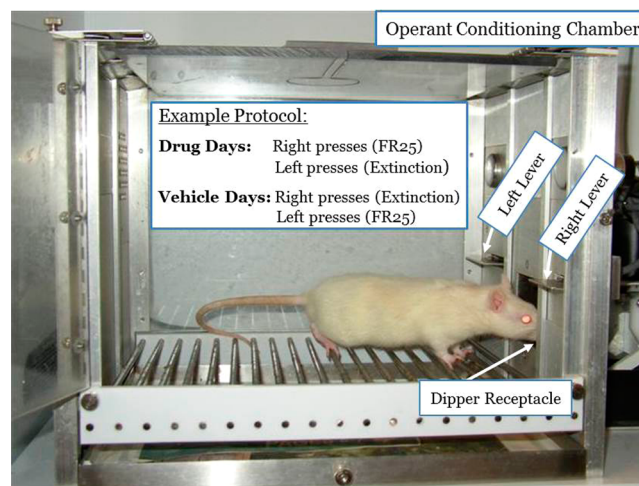 Operant Conditioning Chamber
Example Protocol:
Drug Days: Right presses (FR25)
Left presses (Extinction)
Vehicle Days: Right presses (Extinction)
Left presses (FR25)
Left Lever
Right Lever
Dipper Receptacle